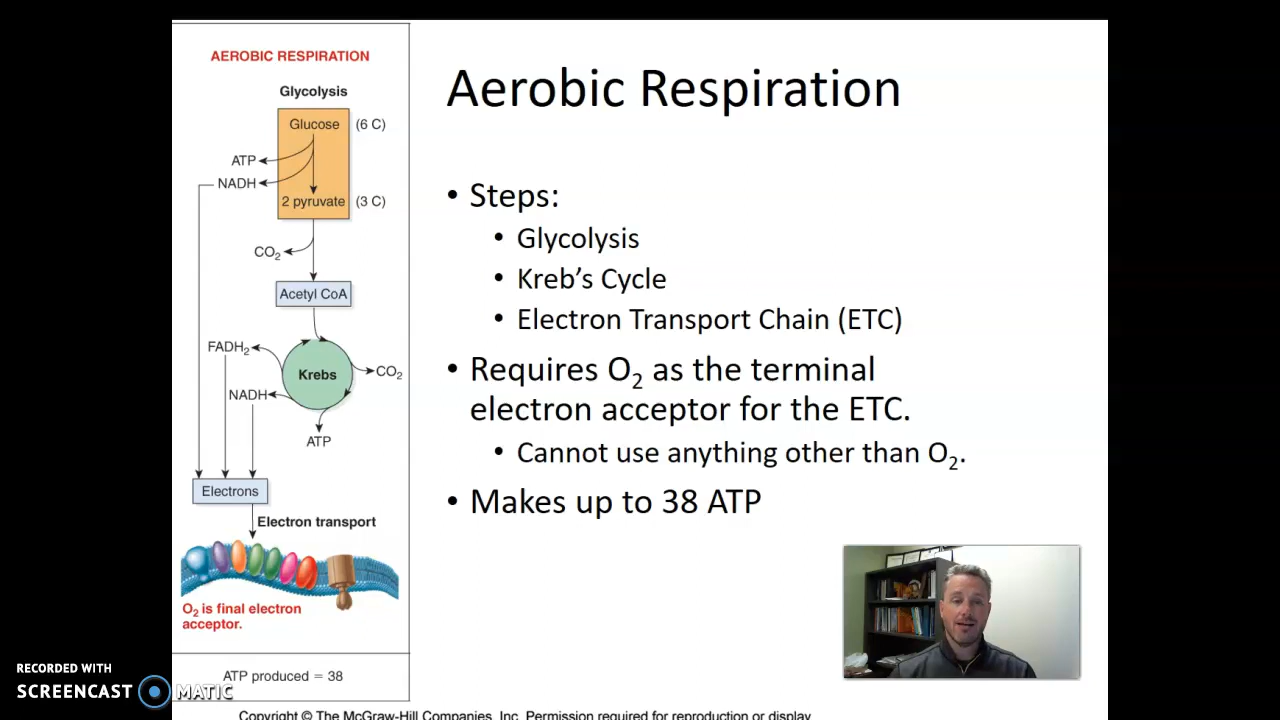 AEROBIC RESPIRATION
Glycolysis
Glucose (6 C)
ATP
NADH
2 pyruvate (3 C)
CO2
Acetyl CoA
FADH2
Krebs
CO2
NADH
ATP
Electrons
Electron transport
O2 is final electron
acceptor.
ATP produced = 38
Aerobic Respiration
• Steps:
• Glycolysis
• Kreb’s Cycle
• Electron Transport Chain (ETC)
• Requires O2 as the terminal
electron acceptor for the ETC.
• Cannot use anything other than O2.
• Makes up to 38 ATP
RECORDED WITH
SCREENCAST MATIC
Copyright © The McGraw-Hill Companies, Inc. Permission required for reproduction or display